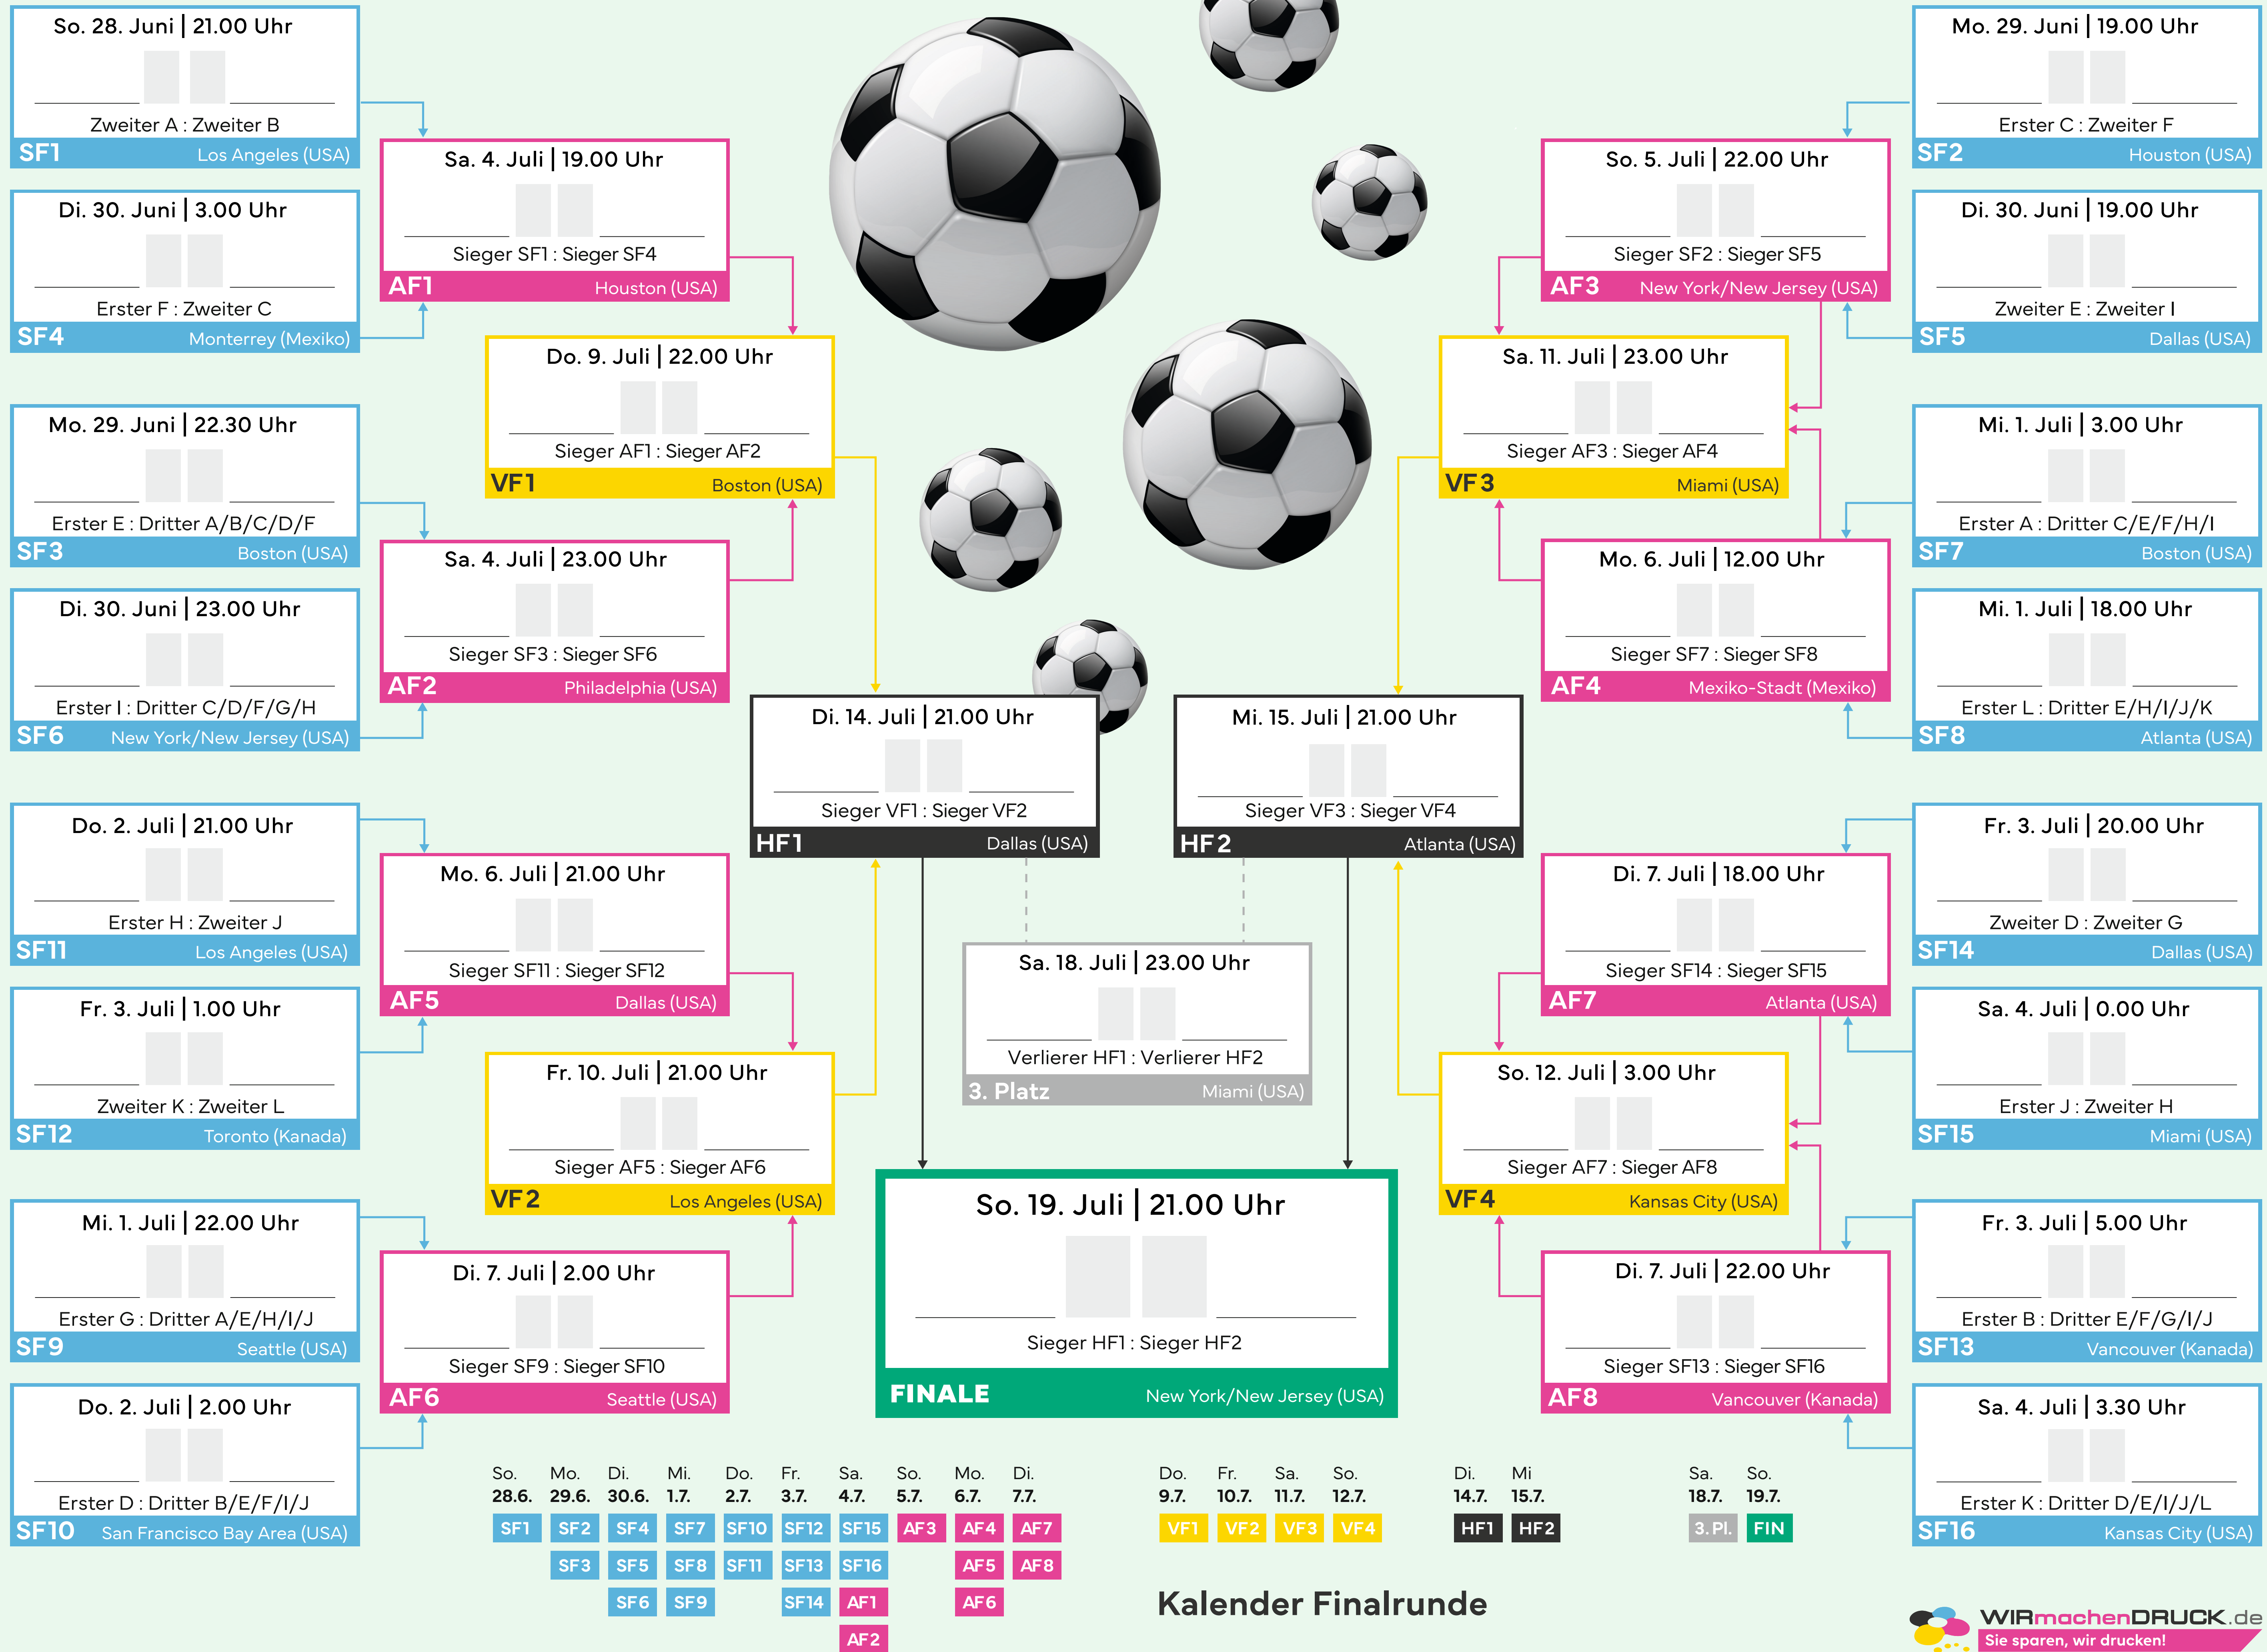 So. 28. Juni | 21.00 Uhr
Zweiter A : Zweiter B
SF1 Los Angeles (USA)
Di. 30. Juni | 3.00 Uhr
Erster F : Zweiter C
SF4 Monterrey (Mexiko)
Mo. 29. Juni | 22.30 Uhr
Erster E : Dritter A/B/C/D/F
SF3 Boston (USA)
Di. 30. Juni | 23.00 Uhr
Erster I : Dritter C/D/F/G/H
SF6 New York/New Jersey (USA)
Do. 2. Juli | 21.00 Uhr
Erster H : Zweiter J
SF11 Los Angeles (USA)
Fr. 3. Juli | 1.00 Uhr
Zweiter K : Zweiter L
SF12 Toronto (Kanada)
Mi. 1. Juli | 22.00 Uhr
Erster G : Dritter A/E/H/I/J
SF9 Seattle (USA)
Do. 2. Juli | 2.00 Uhr
Erster D : Dritter B/E/F/I/J
SF10 San Francisco Bay Area (USA)
Sa. 4. Juli | 19.00 Uhr
Sieger SF1 : Sieger SF4
AF1 Houston (USA)
Sa. 4. Juli | 23.00 Uhr
Sieger SF3 : Sieger SF6
AF2 Philadelphia (USA)
Mo. 6. Juli | 21.00 Uhr
Sieger SF11 : Sieger SF12
AF5 Dallas (USA)
Di. 7. Juli | 2.00 Uhr
Sieger SF9 : Sieger SF10
AF6 Seattle (USA)
Do. 9. Juli | 22.00 Uhr
Sieger AF1 : Sieger AF2
VF1 Boston (USA)
Fr. 10. Juli | 21.00 Uhr
Sieger AF5 : Sieger AF6
VF2 Los Angeles (USA)
Di. 14. Juli | 21.00 Uhr
Sieger VF1 : Sieger VF2
HF1 Dallas (USA)
Mi. 15. Juli | 21.00 Uhr
Sieger VF3 : Sieger VF4
HF2 Atlanta (USA)
Sa. 18. Juli | 23.00 Uhr
Verlierer HF1 : Verlierer HF2
3. Platz Miami (USA)
So. 19. Juli | 21.00 Uhr
Sieger HF1 : Sieger HF2
FINALE New York/New Jersey (USA)
Sa. 11. Juli | 23.00 Uhr
Sieger AF3 : Sieger AF4
VF3 Miami (USA)
So. 12. Juli | 3.00 Uhr
Sieger AF7 : Sieger AF8
VF4 Kansas City (USA)
So. 5. Juli | 22.00 Uhr
Sieger SF2 : Sieger SF5
AF3 New York/New Jersey (USA)
Mo. 6. Juli | 12.00 Uhr
Sieger SF7 : Sieger SF8
AF4 Mexiko-Stadt (Mexiko)
Di. 7. Juli | 18.00 Uhr
Sieger SF14 : Sieger SF15
AF7 Atlanta (USA)
Di. 7. Juli | 22.00 Uhr
Sieger SF13 : Sieger SF16
AF8 Vancouver (Kanada)
Mo. 29. Juni | 19.00 Uhr
Erster C : Zweiter F
SF2 Houston (USA)
Di. 30. Juni | 19.00 Uhr
Zweiter E : Zweiter I
SF5 Dallas (USA)
Mi. 1. Juli | 3.00 Uhr
Erster A : Dritter C/E/F/H/I
SF7 Boston (USA)
Mi. 1. Juli | 18.00 Uhr
Erster L : Dritter E/H/I/J/K
SF8 Atlanta (USA)
Fr. 3. Juli | 20.00 Uhr
Zweiter D : Zweiter G
SF14 Dallas (USA)
Sa. 4. Juli | 0.00 Uhr
Erster J : Zweiter H
SF15 Miami (USA)
Fr. 3. Juli | 5.00 Uhr
Erster B : Dritter E/F/G/I/J
SF13 Vancouver (Kanada)
Sa. 4. Juli | 3.30 Uhr
Erster K : Dritter D/E/I/J/L
SF16 Kansas City (USA)
So. Mo. Di. Mi. Do. Fr. Sa. So. Mo. Di. Do. Fr. Sa. So. Di. Mi Sa. So.
28.6. 29.6. 30.6. 1.7. 2.7. 3.7. 4.7. 5.7. 6.7. 7.7. 9.7. 10.7. 11.7. 12.7. 14.7. 15.7. 18.7. 19.7.
SF1 SF2 SF4 SF7 SF10 SF12 SF15 AF3 AF4 AF7 VF1 VF2 VF3 VF4 HF1 HF2 3. Pl. FIN
SF3 SF5 SF8 SF11 SF13 SF16 AF5 AF8
SF6 SF9 SF14 AF1 AF6
AF2
Kalender Finalrunde
WIRmachenDRUCK.de
Sie sparen, wir drucken!